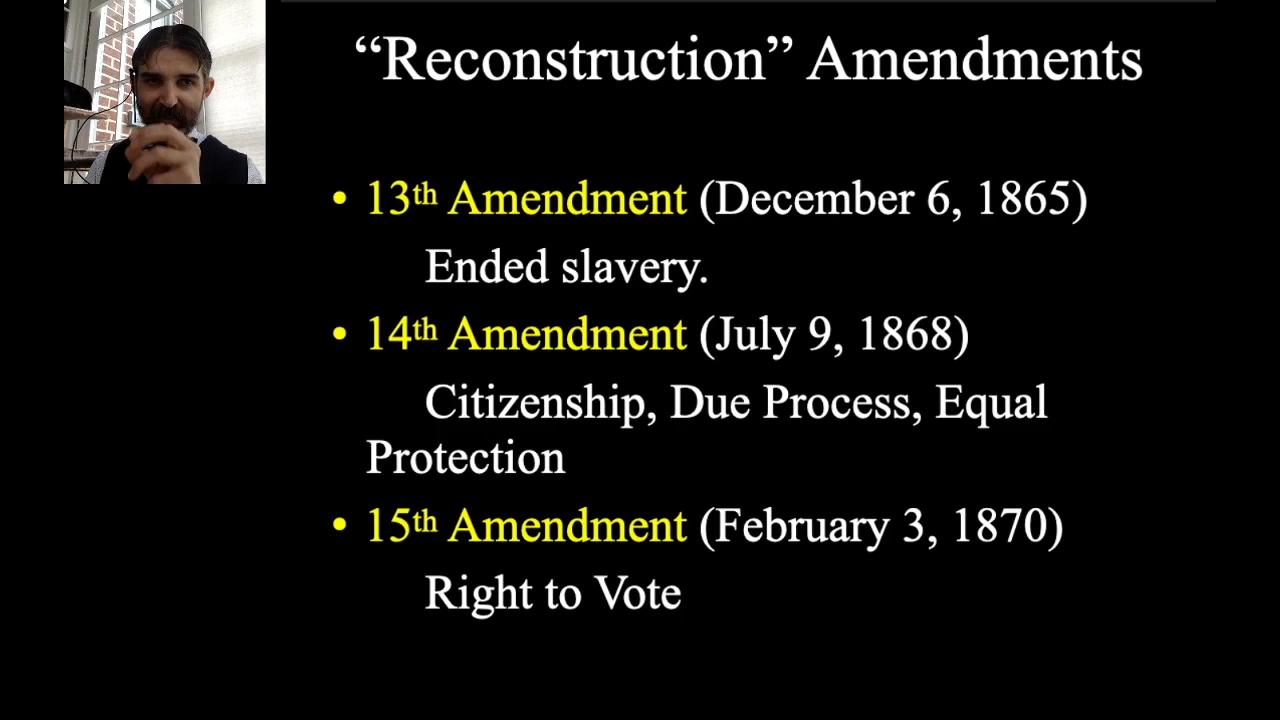 “Reconstruction” Amendments
• 13th Amendment (December 6, 1865)
Ended slavery.
• 14th Amendment (July 9, 1868)
Citizenship, Due Process, Equal
Protection
• 15th Amendment (February 3, 1870)
Right to Vote